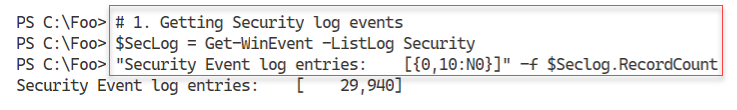 PS C:\Foo> # 1. Getting Security log events
PS C:\Foo> $SecLog = Get-WinEvent -ListLog Security
PS C:\Foo> "Security Event log entries:    [{0,10:N0}]" -f $Seclog.RecordCount
Security Event log entries:    [    29,940]